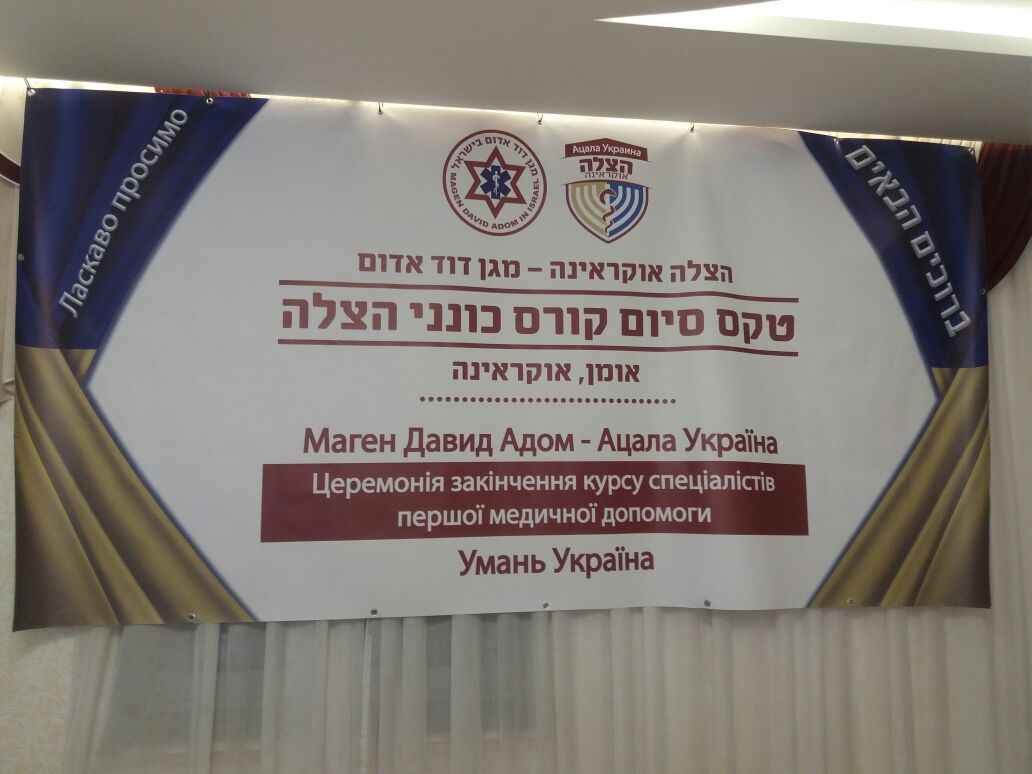 Ласкаво просимо
ברוכים הבאים
מגן דוד אדום בישראל
MAGEN DAVID ADOM IN ISRAEL
Ацала Украина
הצלה
אוקראינה
הצלה אוקראינה – מגן דוד אדום
טקס סיום קורס כונני הצלה
אומן, אוקראינה
Маген Давид Адом - Ацала Україна
Церемонія закінчення курсу спеціалістів
першої медичної допомоги
Умань Україна